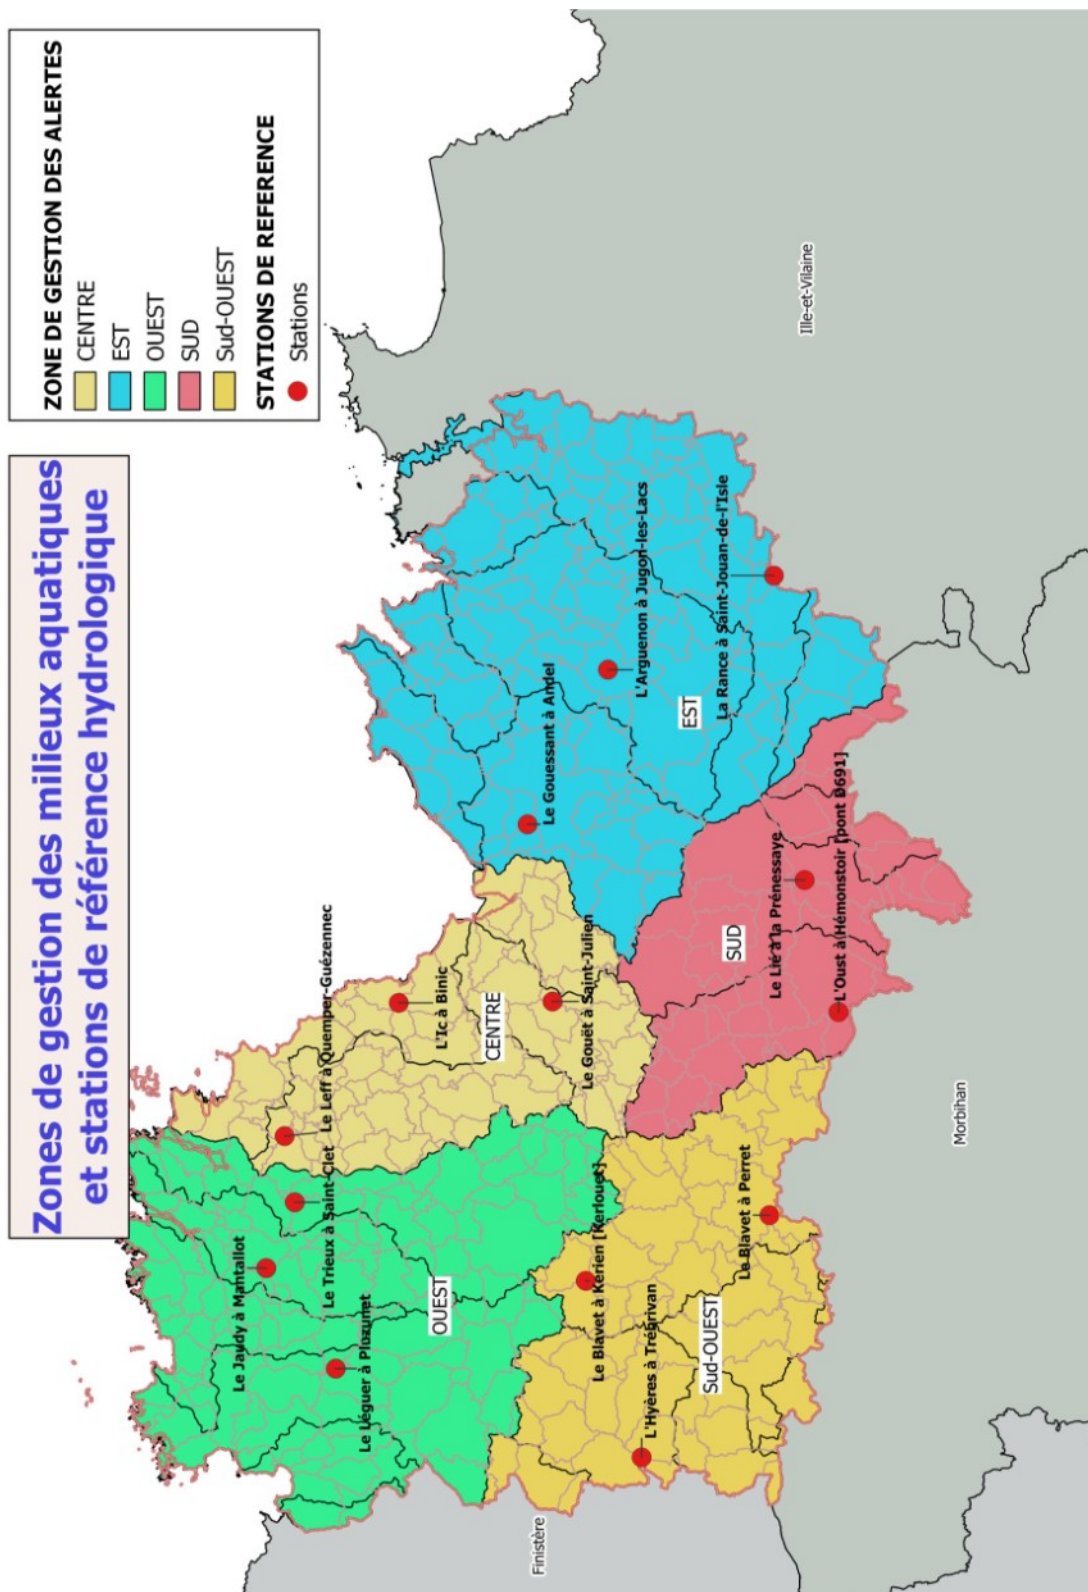 Zones de gestion des milieux aquatiques
et stations de référence hydrologique
ZONE DE GESTION DES ALERTES
CENTRE
EST
OUEST
SUD
Sud-OUEST
STATIONS DE REFERENCE
Stations
Le Jaudy à Mantallot
Le Trieux à Saint-Clet
Le Leff à Quemper-Guézennec
Le Léguer à Pluzunet
L'Ic à Binic
OUEST
CENTRE
Le Gouët à Saint-Julien
Le Gouessant à Andel
L'Arguenon à Jugon-les-Lacs
EST
La Rance à Saint-Jouan-de-l'Isle
Finistère
Le Blavet à Kerien [Kerlouet]
L'Hyères à Trébrivan
Sud-OUEST
Le Blavet à Perret
SUD
Le Lié à la Prénessaye
L'Oust à Hémonstoir [pont D691]
Ille-et-Vilaine
Morbihan